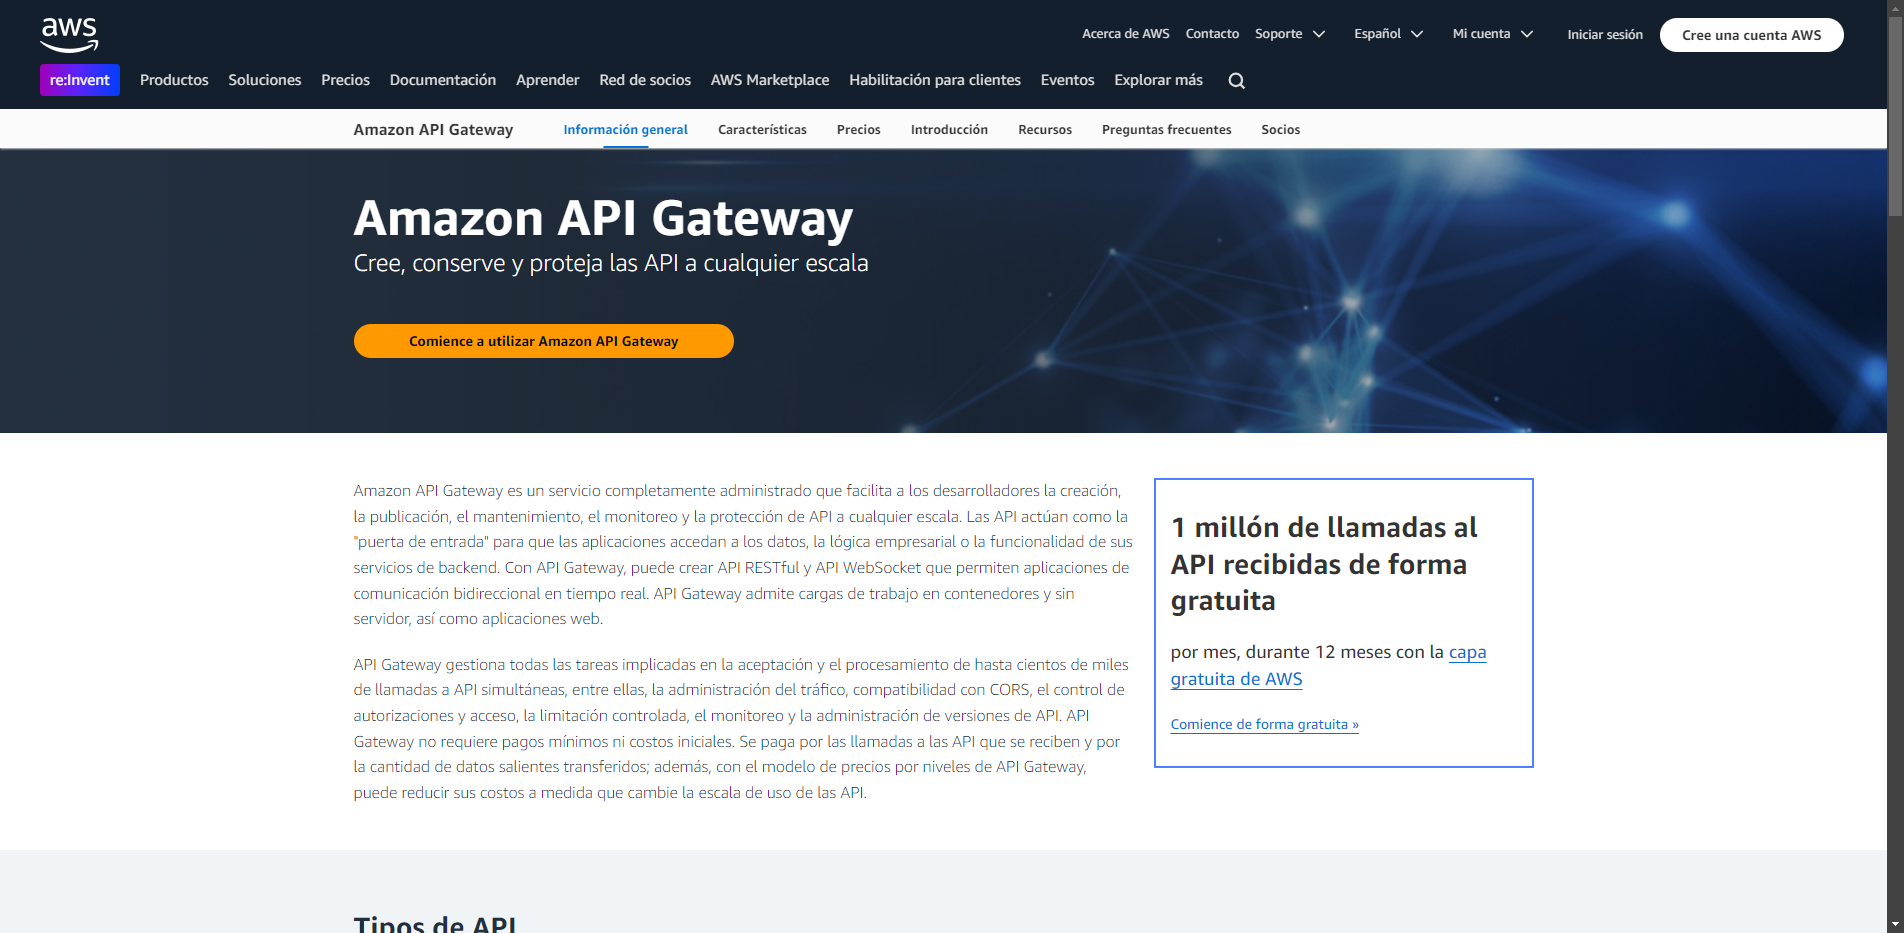 aws
Acerca de AWS Contacto Soporte Español Mi cuenta Iniciar sesión Cree una cuenta AWS
re:Invent Productos Soluciones Precios Documentación Aprender Red de socios AWS Marketplace Habilitación para clientes Eventos Explorar más
Amazon API Gateway Información general Características Precios Introducción Recursos Preguntas frecuentes Socios
Amazon API Gateway
Cree, conserve y proteja las API a cualquier escala
Comience a utilizar Amazon API Gateway
Amazon API Gateway es un servicio completamente administrado que facilita a los desarrolladores la creación,
la publicación, el mantenimiento, el monitoreo y la protección de API a cualquier escala. Las API actúan como la
"puerta de entrada" para que las aplicaciones accedan a los datos, la lógica empresarial o la funcionalidad de sus
servicios de backend. Con API Gateway, puede crear API RESTful y API WebSocket que permiten aplicaciones de
comunicación bidireccional en tiempo real. API Gateway admite cargas de trabajo en contenedores y sin
servidor, así como aplicaciones web.
API Gateway gestiona todas las tareas implicadas en la aceptación y el procesamiento de hasta cientos de miles
de llamadas a API simultáneas, entre ellas, la administración del tráfico, compatibilidad con CORS, el control de
autorizaciones y acceso, la limitación controlada, el monitoreo y la administración de versiones de API. API
Gateway no requiere pagos mínimos ni costos iniciales. Se paga por las llamadas a las API que se reciben y por
la cantidad de datos salientes transferidos; además, con el modelo de precios por niveles de API Gateway,
puede reducir sus costos a medida que cambie la escala de uso de las API.
1 millón de llamadas al
API recibidas de forma
gratuita
por mes, durante 12 meses con la capa
gratuita de AWS
Comience de forma gratuita »
Tipos de API